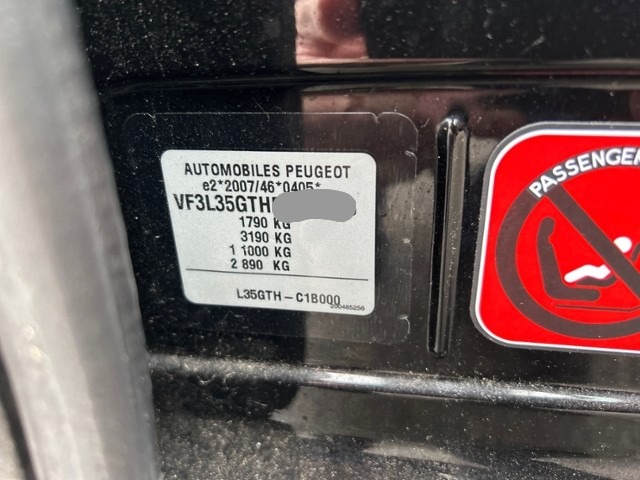 AUTOMOBILES PEUGEOT
e2*2007/46*0405*
VF3L35GTH
1790 KG
3190 KG
1 1000 KG
2 890 KG
L35GTH-C1B000
200485256
PASSENGER